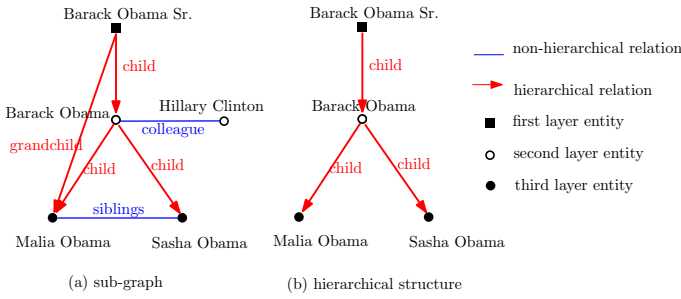 Barack Obama Sr.
child
Barack Obama
Hillary Clinton
colleague
grandchild
child
child
siblings
Malia Obama
Sasha Obama
(a) sub-graph
Barack Obama Sr.
child
Barack Obama
child
child
Malia Obama
Sasha Obama
(b) hierarchical structure
non-hierarchical relation
hierarchical relation
first layer entity
second layer entity
third layer entity